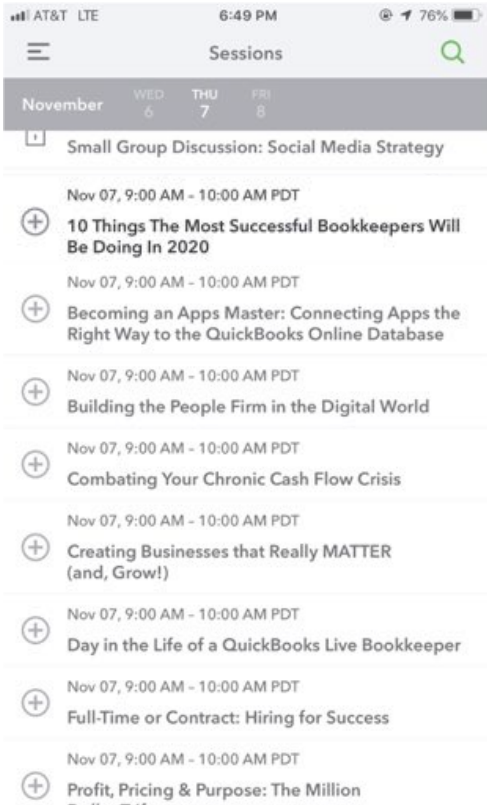 AT&T LTE 6:49 PM 76%
Sessions
November WED 6 THU 7 FRI 8
Small Group Discussion: Social Media Strategy
Nov 07, 9:00 AM – 10:00 AM PDT
10 Things The Most Successful Bookkeepers Will
Be Doing In 2020
Nov 07, 9:00 AM – 10:00 AM PDT
Becoming an Apps Master: Connecting Apps the
Right Way to the QuickBooks Online Database
Nov 07, 9:00 AM – 10:00 AM PDT
Building the People Firm in the Digital World
Nov 07, 9:00 AM – 10:00 AM PDT
Combating Your Chronic Cash Flow Crisis
Nov 07, 9:00 AM – 10:00 AM PDT
Creating Businesses that Really MATTER
(and, Grow!)
Nov 07, 9:00 AM – 10:00 AM PDT
Day in the Life of a QuickBooks Live Bookkeeper
Nov 07, 9:00 AM – 10:00 AM PDT
Full-Time or Contract: Hiring for Success
Nov 07, 9:00 AM – 10:00 AM PDT
Profit, Pricing & Purpose: The Million